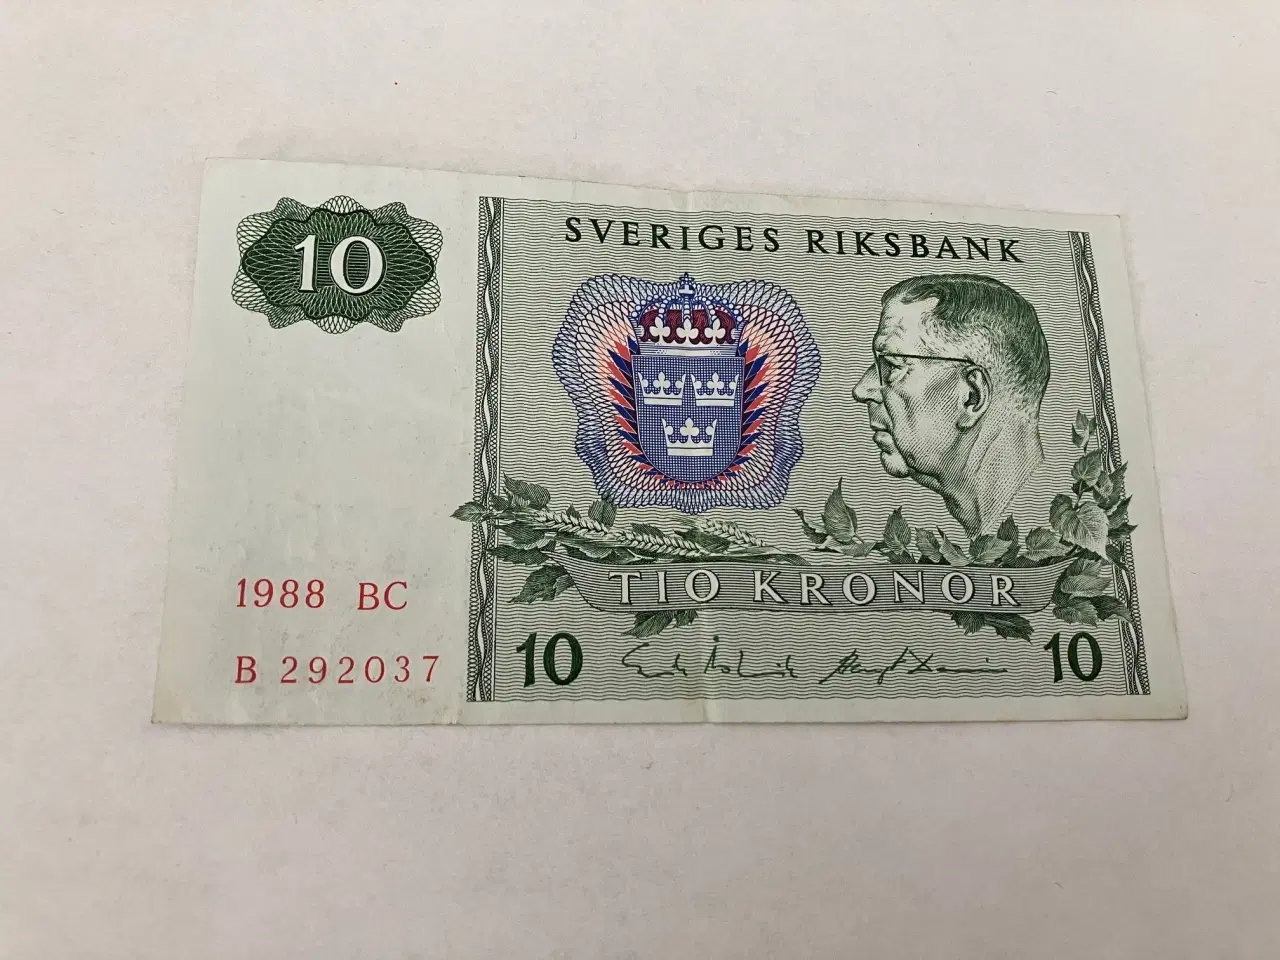 10
SVERIGES RIKSBANK
TIO KRONOR
1988 BC
B 292037
10
10